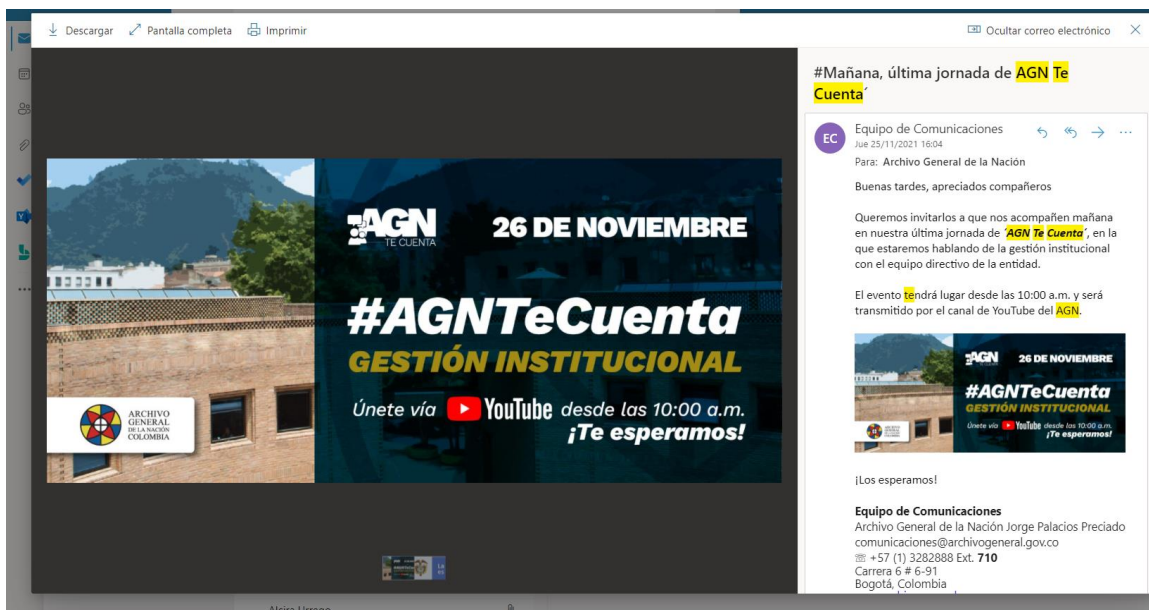 Descargar
Pantalla completa
Imprimir
Ocultar correo electrónico
AGN
TE CUENTA
26 DE NOVIEMBRE
#AGNTeCuenta
GESTIÓN INSTITUCIONAL
Únete vía YouTube desde las 10:00 a.m.
¡Te esperamos!
ARCHIVO
GENERAL
DE LA NACIÓN
COLOMBIA
#Mañana, última jornada de AGN Te
Cuenta´
EC
Equipo de Comunicaciones
Jue 25/11/2021 16:04
Para: Archivo General de la Nación
Buenas tardes, apreciados compañeros
Queremos invitarlos a que nos acompañen mañana
en nuestra última jornada de ´AGN Te Cuenta´, en la
que estaremos hablando de la gestión institucional
con el equipo directivo de la entidad.
El evento tendrá lugar desde las 10:00 a.m. y será
transmitido por el canal de YouTube del AGN.
AGN
26 DE NOVIEMBRE
#AGNTeCuenta
GESTIÓN INSTITUCIONAL
Únete vía YouTube desde las 10:00 a.m.
¡Te esperamos!
¡Los esperamos!
Equipo de Comunicaciones
Archivo General de la Nación Jorge Palacios Preciado
comunicaciones@archivogeneral.gov.co
☏ +57 (1) 3282888 Ext. 710
Carrera 6 # 6-91
Bogotá, Colombia